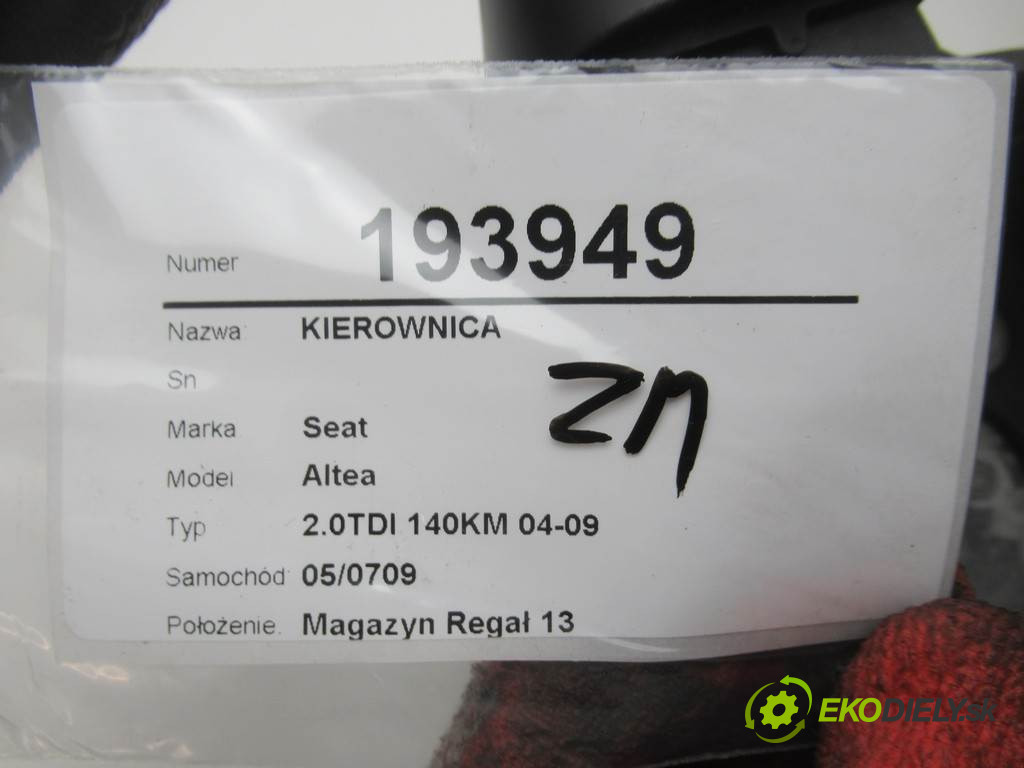 Numer 193949
Nazwa: KIEROWNICA
Sn
Marka Seat
Model Altea
Typ 2.0TDI 140KM 04-09
Samochód 05/0709
Położenie. Magazyn Regał 13
EKODIELY.sk